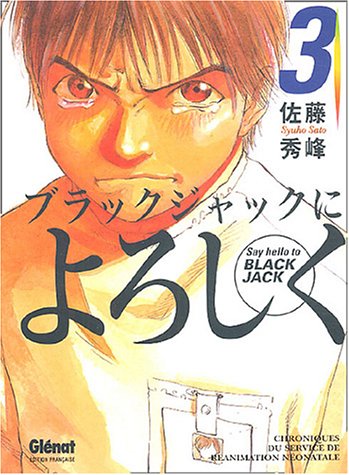 3
佐藤
Syuho Sato
秀峰
ブラックジャックに
よろしく
Say hello to
BLACK
JACK
Glénat
ÉDITION FRANÇAISE
CHRONIQUES
DU SERVICE DE
RÉANIMATION NÉONATALE